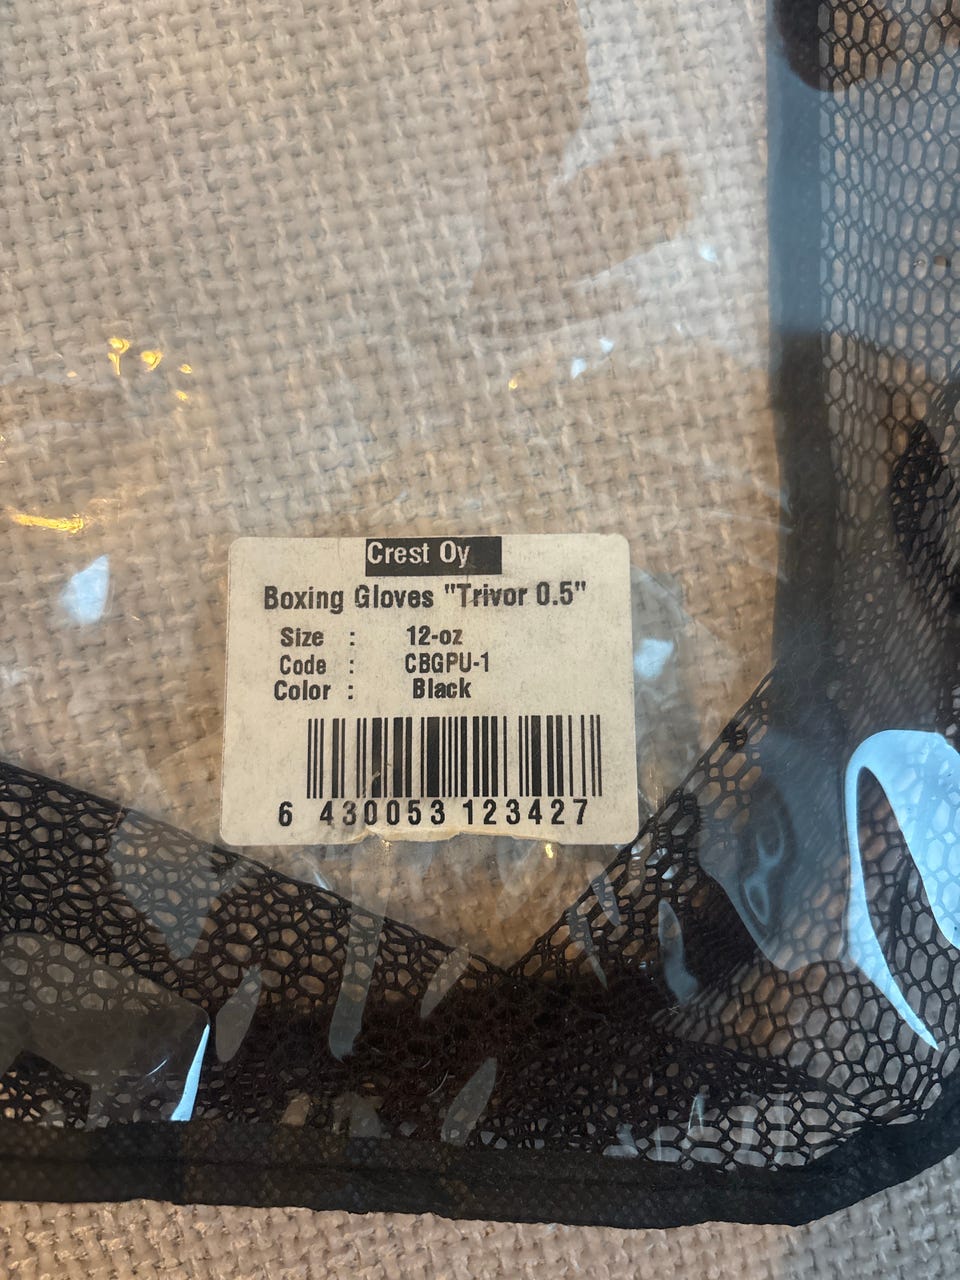 Crest Oy
Boxing Gloves "Trivor 0.5"
Size : 12-oz
Code : CBGPU-1
Color : Black
6 430053 123427